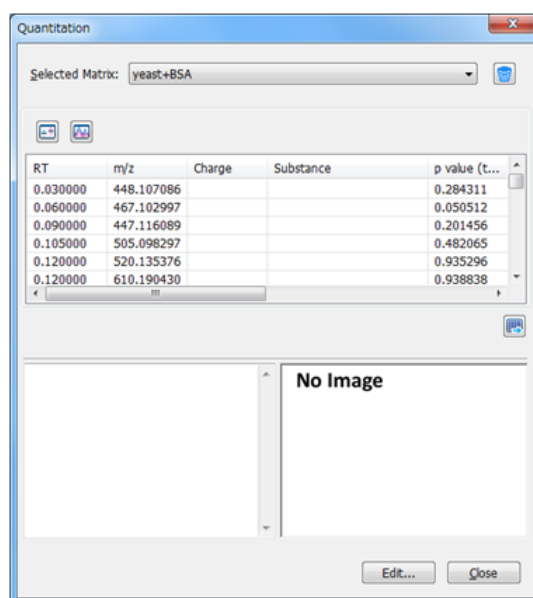 Quantitation
Selected Matrix: yeast+BSA
RT m/z Charge Substance p value (t...
0.030000 448.107086 0.284311
0.060000 467.102997 0.050512
0.090000 447.116089 0.201456
0.105000 505.098297 0.482065
0.120000 520.135376 0.935296
0.120000 610.190430 0.938838
No Image
Edit... Close